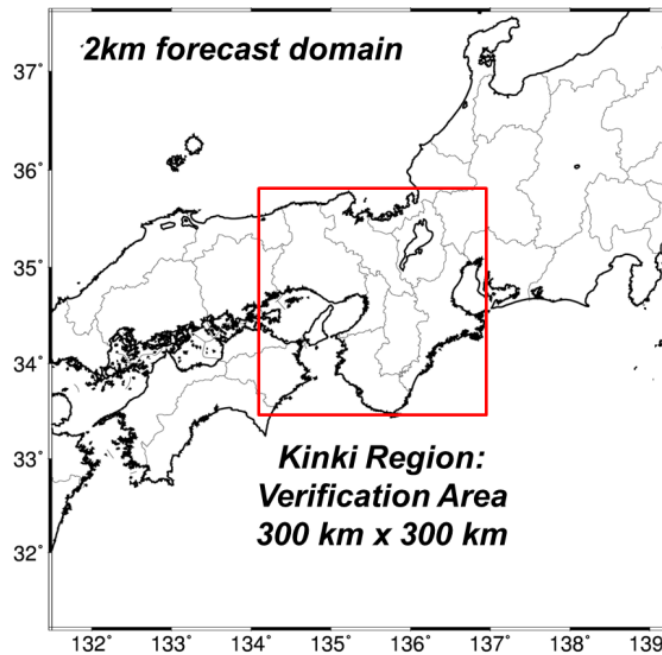 2km forecast domain
37˚
36˚
35˚
34˚
33˚
32˚
Kinki Region:
Verification Area
300 km x 300 km
132˚ 133˚ 134˚ 135˚ 136˚ 137˚ 138˚ 139˚